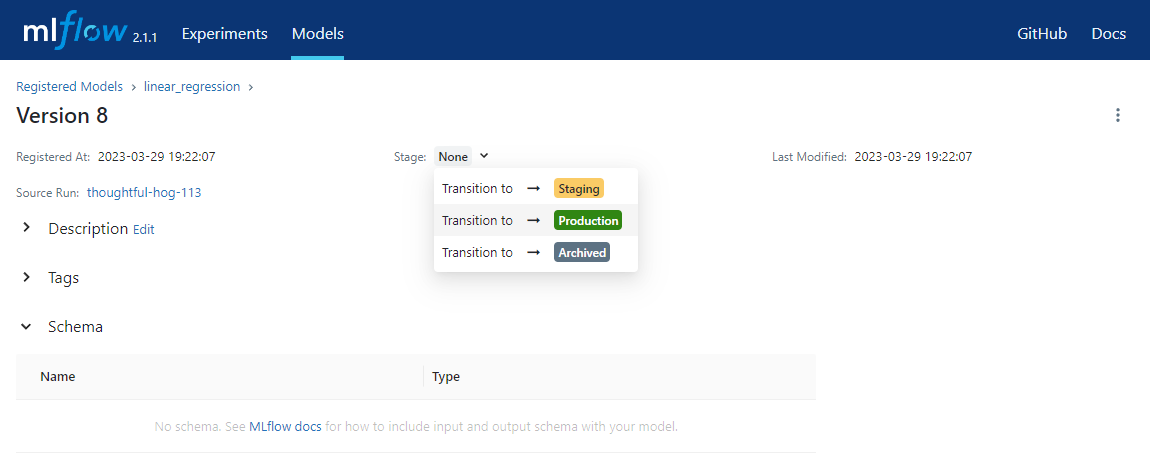 mlflow 2.1.1 Experiments Models GitHub Docs
Registered Models > linear_regression >
Version 8
Registered At: 2023-03-29 19:22:07 Stage: None Last Modified: 2023-03-29 19:22:07
Transition to → Staging
Source Run: thoughtful-hog-113
Transition to → Production
Description Edit
Transition to → Archived
Tags
Schema
Name Type
No schema. See MLflow docs for how to include input and output schema with your model.